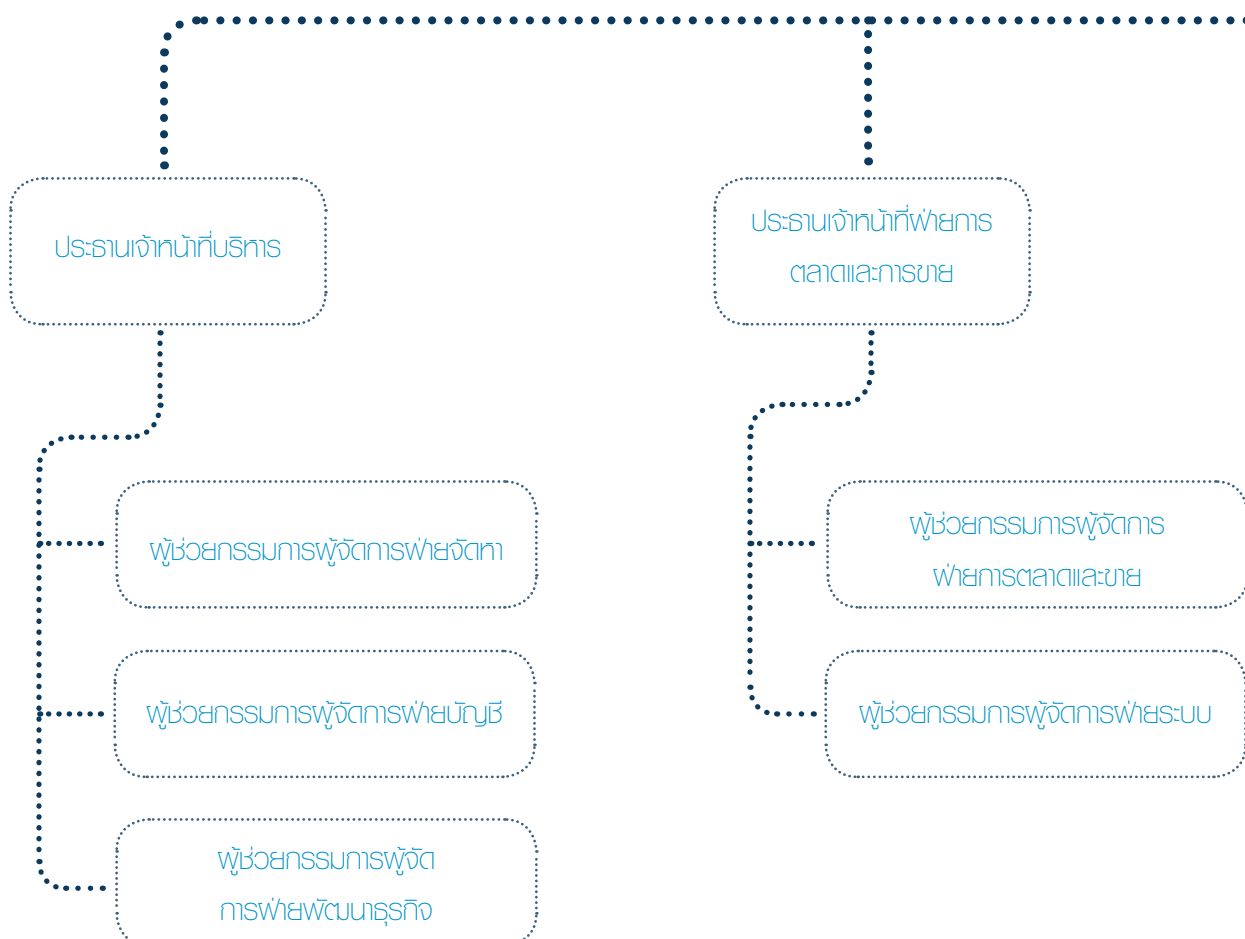 ประธานเจ้าหน้าที่บริหาร
ประธานเจ้าหน้าที่ฝ่ายการ
ตลาดและการขาย
ผู้ช่วยกรรมการผู้จัดการฝ่ายจัดหา
ผู้ช่วยกรรมการผู้จัดการฝ่ายบัญชี
ผู้ช่วยกรรมการผู้จัด
การฝ่ายพัฒนาธุรกิจ
ผู้ช่วยกรรมการผู้จัดการ
ฝ่ายการตลาดและขาย
ผู้ช่วยกรรมการผู้จัดการฝ่ายระบบ